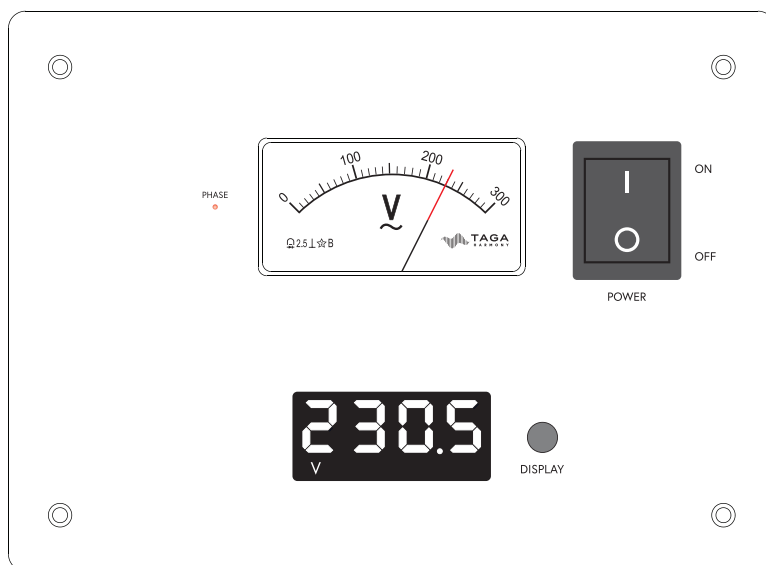 0 100 200 300
V
2.5 B
TAGA
HARMONY
PHASE
ON
OFF
POWER
230.5
V
DISPLAY